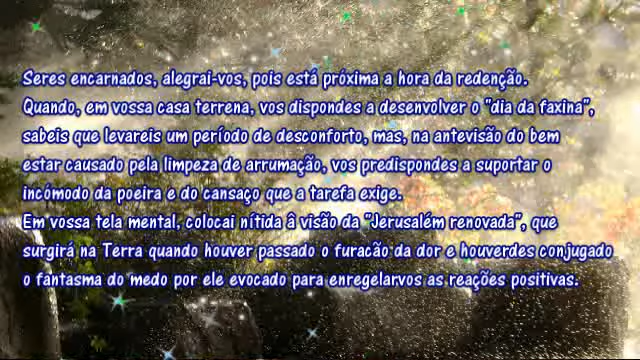 Seres encarnados, alegrai-vos, pois está próxima a hora da redenção.
Quando, em vossa casa terrena, vos dispondes a desenvolver o "dia da faxina",
sabeis que levareis um período de desconforto, mas, na antevisão do bem
estar causado pela limpeza de arrumação, vos predispondes a suportar o
incômodo da poeira e do cansaço que a tarefa exige.
Em vossa tela mental, colocai nítida â visão da "Jerusalém renovada", que
surgirá na Terra quando houver passado o furacão da dor e houverdes conjugado
o fantasma do medo por ele evocado para enregelarvos as reações positivas.